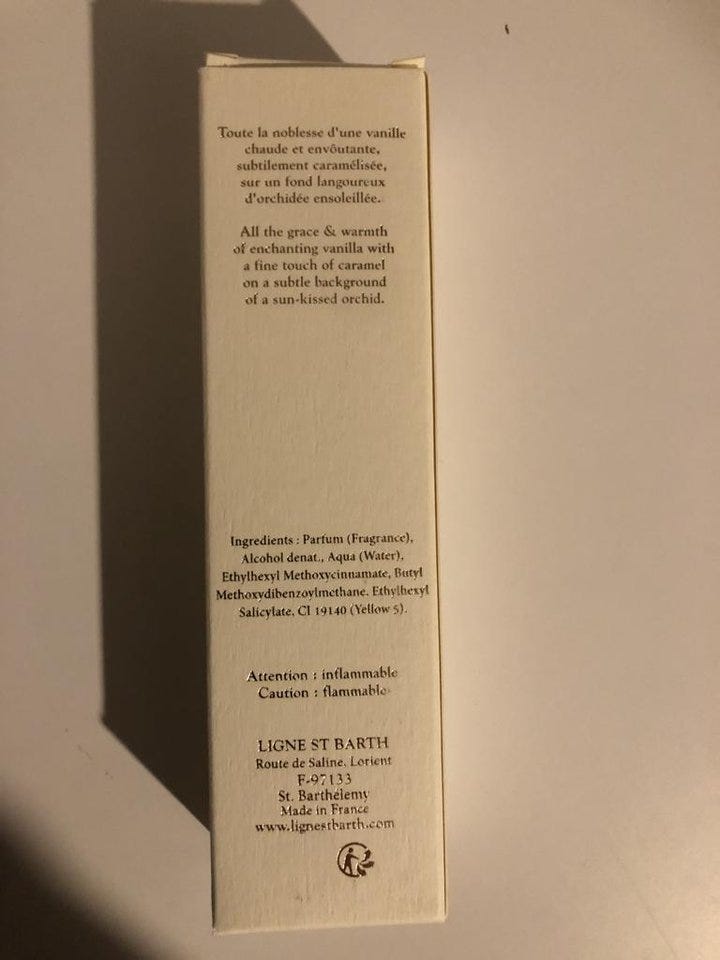 Toute la noblesse d'une vanille
chaude et envôutante,
subtilement caramélisée,
sur un fond langoureux
d'orchidée ensoleillée.
All the grace & warmth
of enchanting vanilla with
a fine touch of caramel
on a subtle background
of a sun-kissed orchid.
Ingredients : Parfum (Fragrance),
Alcohol denat., Aqua (Water),
Ethylhexyl Methoxycinnamate, Butyl
Methoxydibenzoylmethane, Ethylhexyl
Salicylate, CI 19140 (Yellow 5).
Attention : inflammable
Caution : flammable
LIGNE ST BARTH
Route de Saline, Lorient
F-97133
St. Barthélemy
Made in France
www.lignestbarth.com